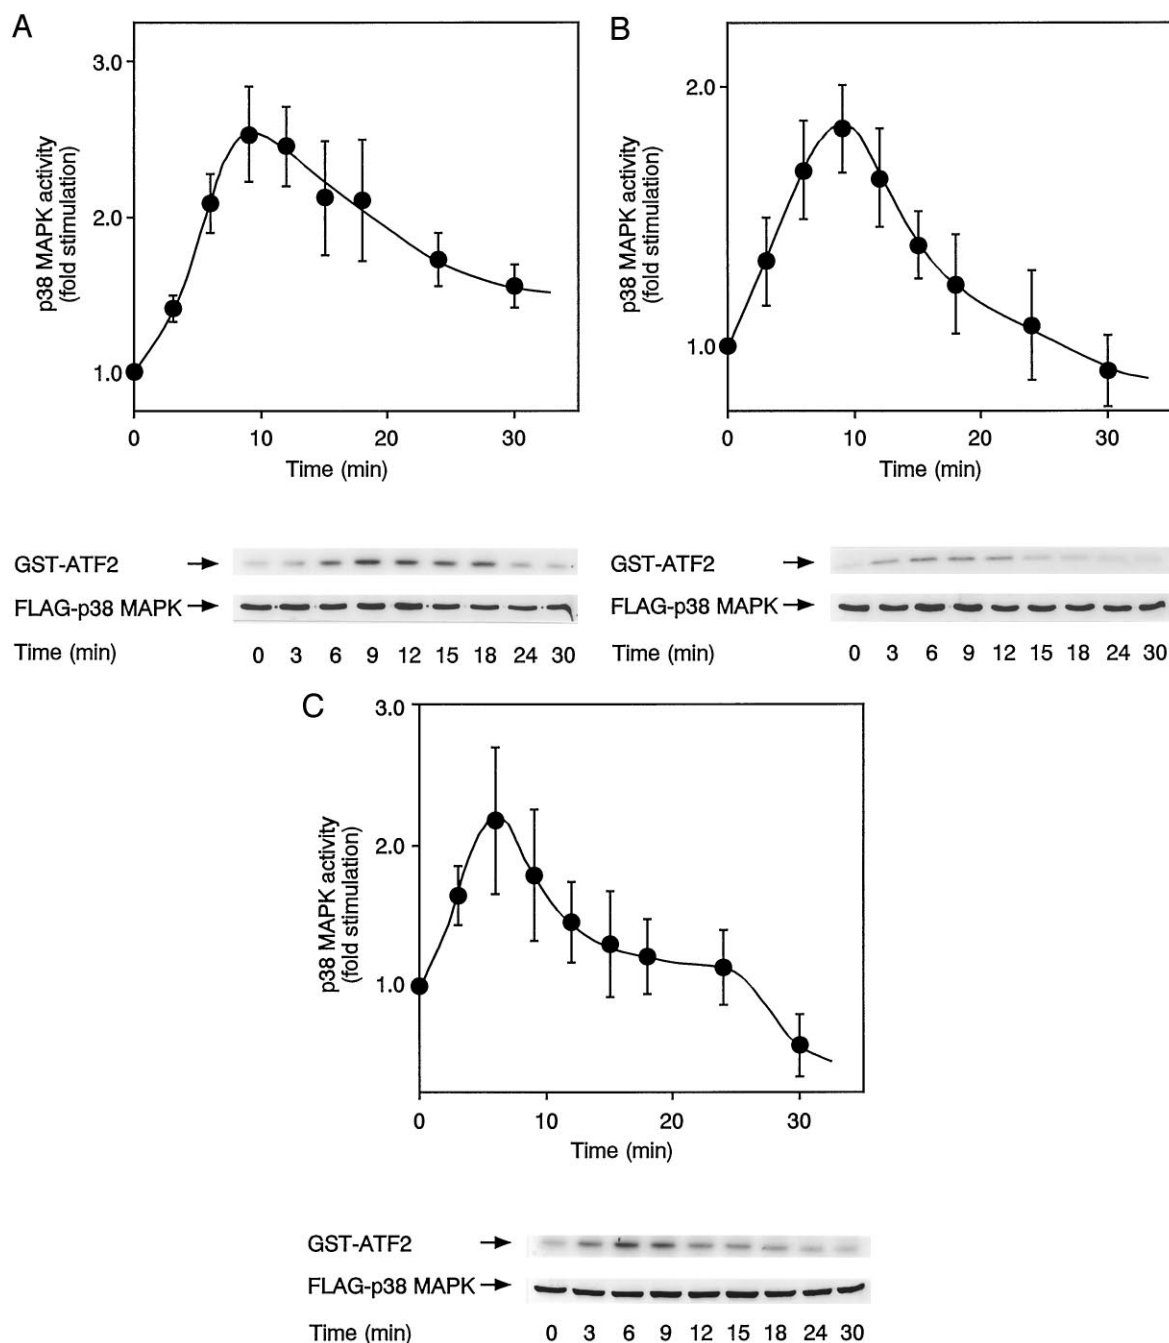 A
3.0
2.0
1.0
p38 MAPK activity
(fold stimulation)
0 10 20 30
Time (min)
GST-ATF2
FLAG-p38 MAPK
Time (min) 0 3 6 9 12 15 18 24 30
B
2.0
1.0
p38 MAPK activity
(fold stimulation)
0 10 20 30
Time (min)
GST-ATF2
FLAG-p38 MAPK
Time (min) 0 3 6 9 12 15 18 24 30
C
3.0
2.0
1.0
p38 MAPK activity
(fold stimulation)
0 10 20 30
Time (min)
GST-ATF2
FLAG-p38 MAPK
Time (min) 0 3 6 9 12 15 18 24 30